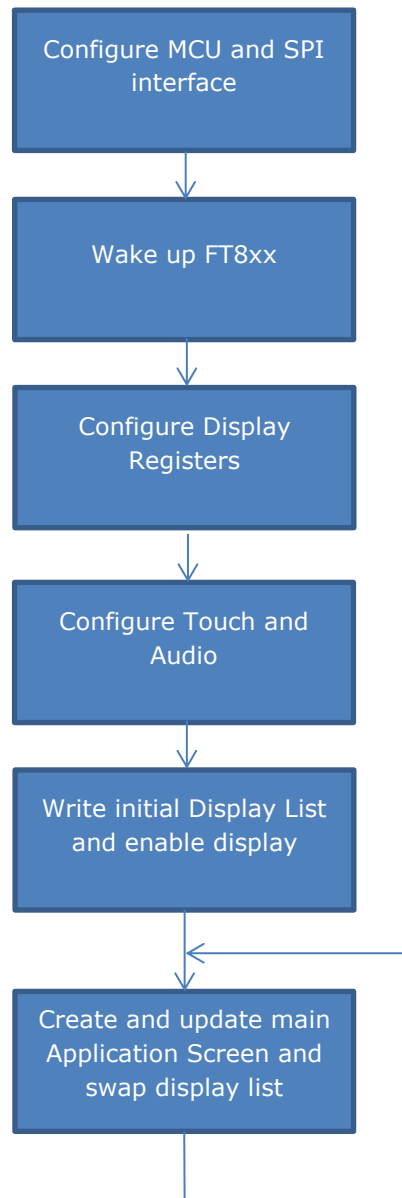 Configure MCU and SPI
interface
Wake up FT8xx
Configure Display
Registers
Configure Touch and
Audio
Write initial Display List
and enable display
Create and update main
Application Screen and
swap display list